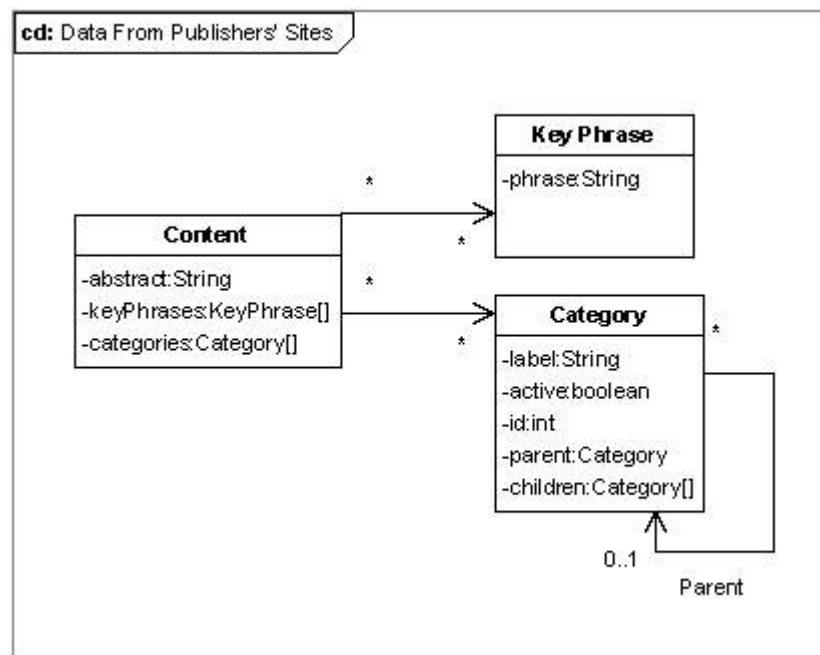 cd: Data From Publishers' Sites
Key Phrase
-phrase:String
*
*
Content
-abstract:String
-keyPhrases:KeyPhrase[]
-categories:Category[]
*
*
Category
-label:String
-active:boolean
-id:int
-parent:Category
-children:Category[]
*
0..1
Parent